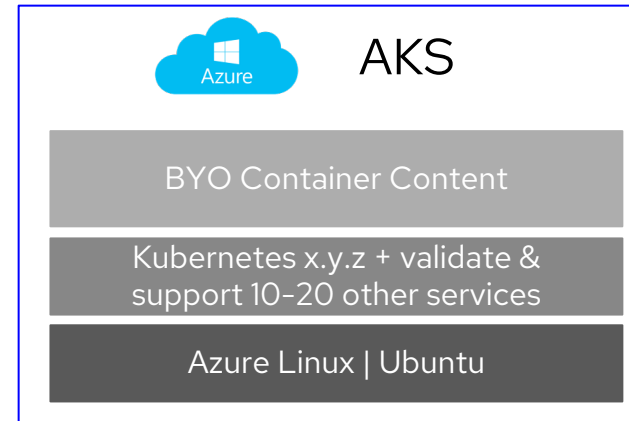 Azure
AKS
BYO Container Content
Kubernetes x.y.z + validate &
support 10-20 other services
Azure Linux | Ubuntu